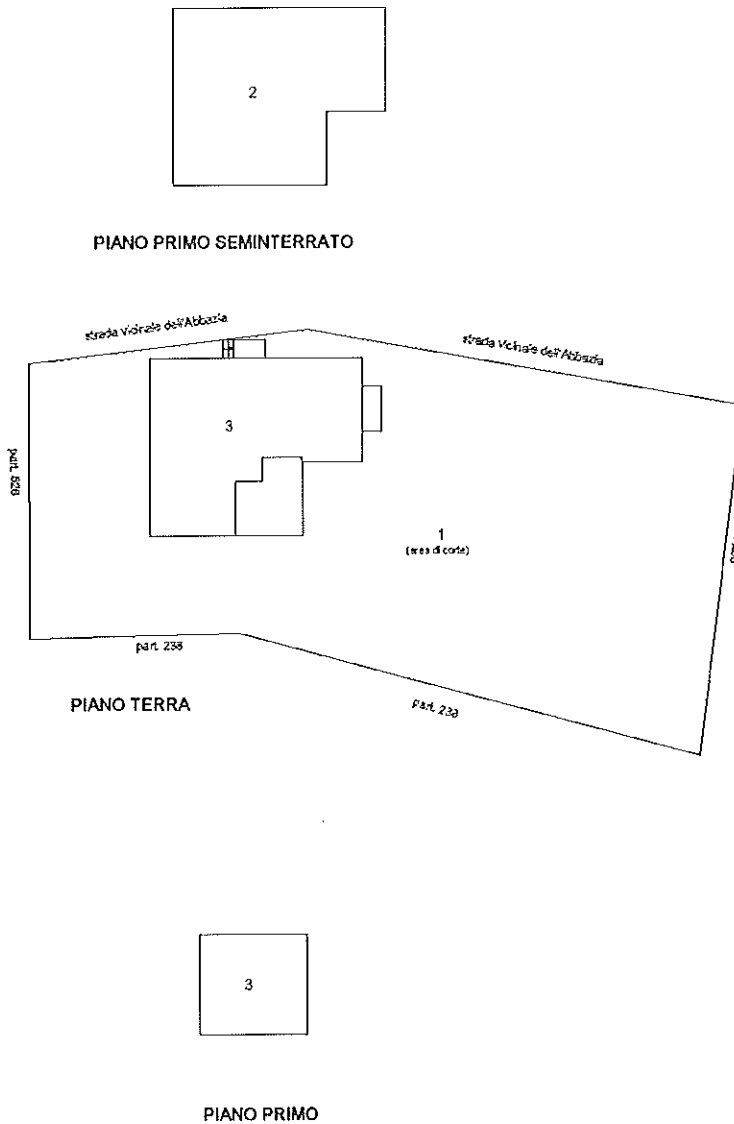 2
PIANO PRIMO SEMINTERRATO
strada Vicinale dell'Abbazia
strada Vicinale dell'Abbazia
3
part. 526
1
(area di corte)
part. 238
PIANO TERRA
part. 238
3
PIANO PRIMO